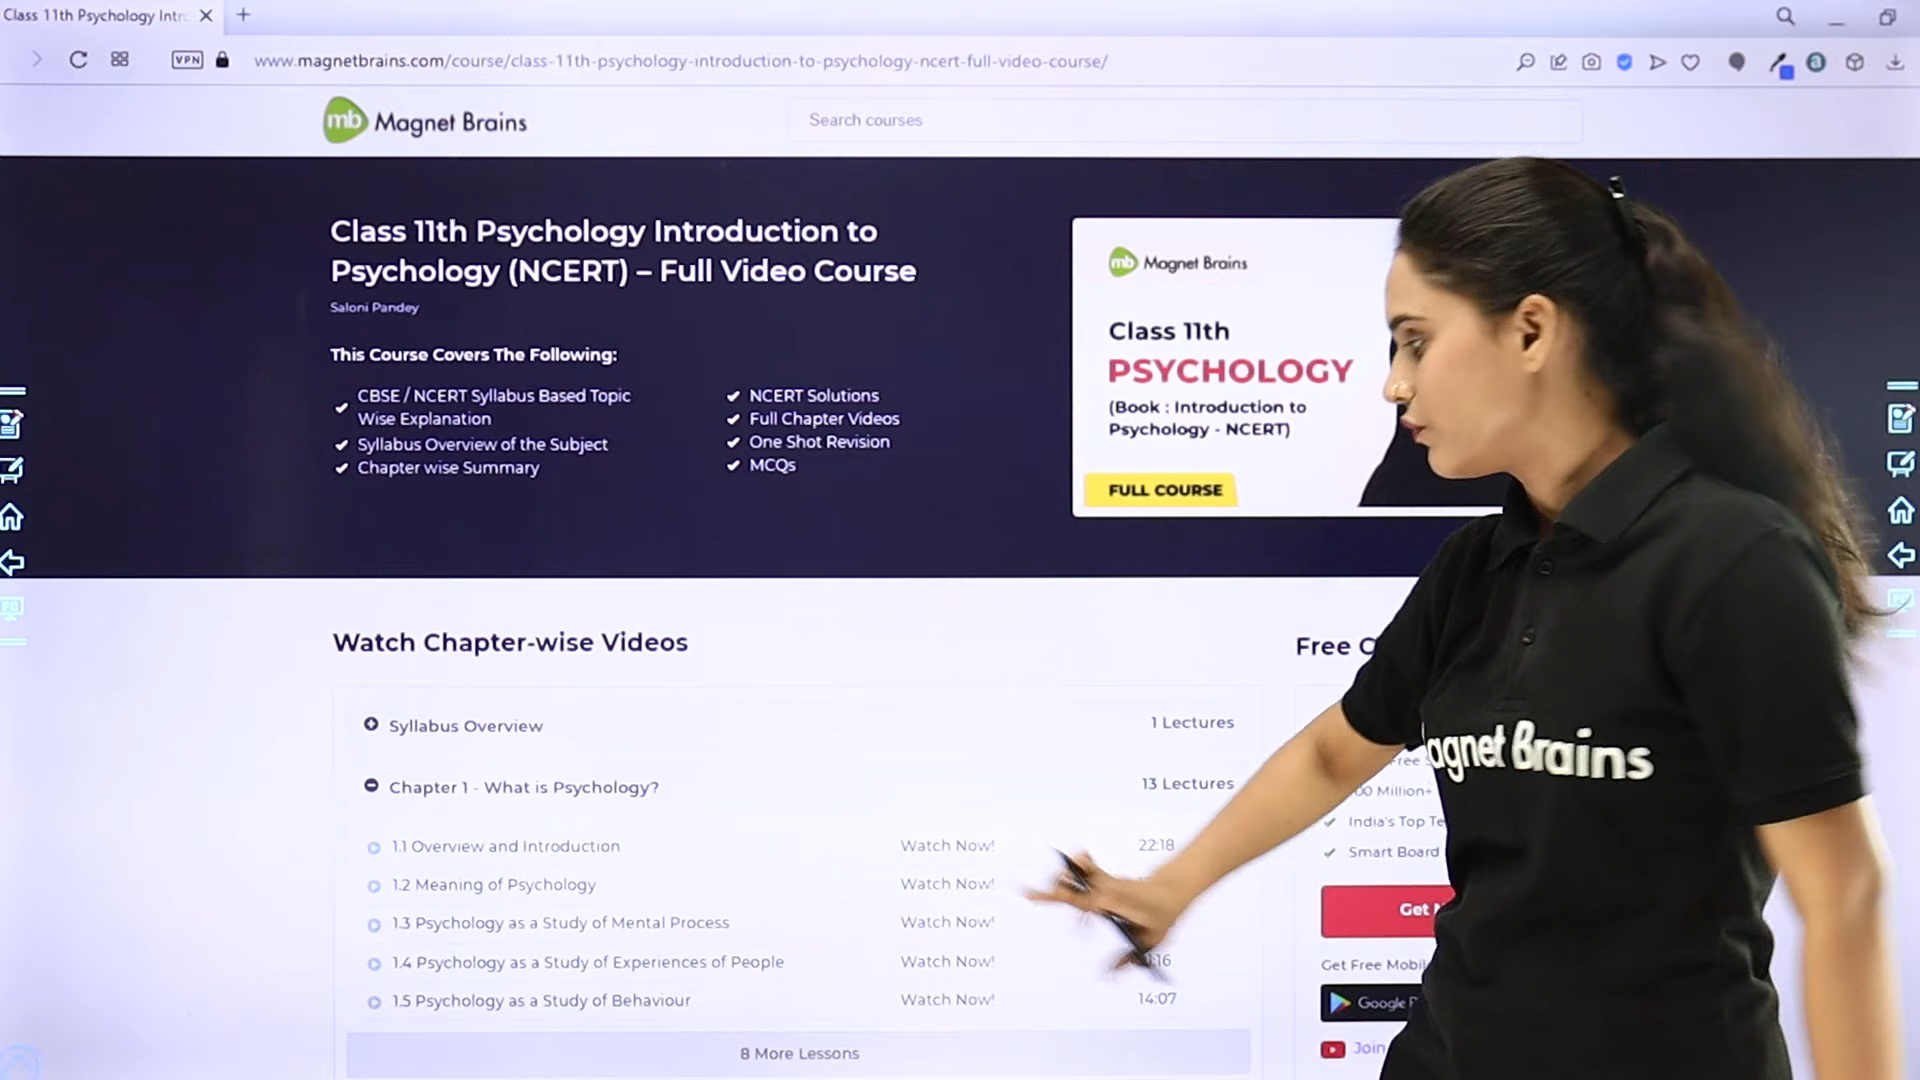 Class 11th Psychology Intr
VPN
www.magnetbrains.com/course/class-11th-psychology-introduction-to-psychology-ncert-full-video-course/
mb Magnet Brains
Search courses
Class 11th Psychology Introduction to
Psychology (NCERT) – Full Video Course
Saloni Pandey
This Course Covers The Following:
CBSE / NCERT Syllabus Based Topic
Wise Explanation
Syllabus Overview of the Subject
Chapter wise Summary
NCERT Solutions
Full Chapter Videos
One Shot Revision
MCQs
mb Magnet Brains
Class 11th
PSYCHOLOGY
(Book : Introduction to
Psychology - NCERT)
FULL COURSE
Watch Chapter-wise Videos
Syllabus Overview 1 Lectures
Chapter 1 - What is Psychology? 13 Lectures
1.1 Overview and Introduction Watch Now! 22:18
1.2 Meaning of Psychology Watch Now!
1.3 Psychology as a Study of Mental Process Watch Now!
1.4 Psychology as a Study of Experiences of People Watch Now! :16
1.5 Psychology as a Study of Behaviour Watch Now! 14:07
8 More Lessons
Free
00 Million+
India's Top Te
Smart Board
Get
Get Free Mobil
Google
Join
agnet Brains